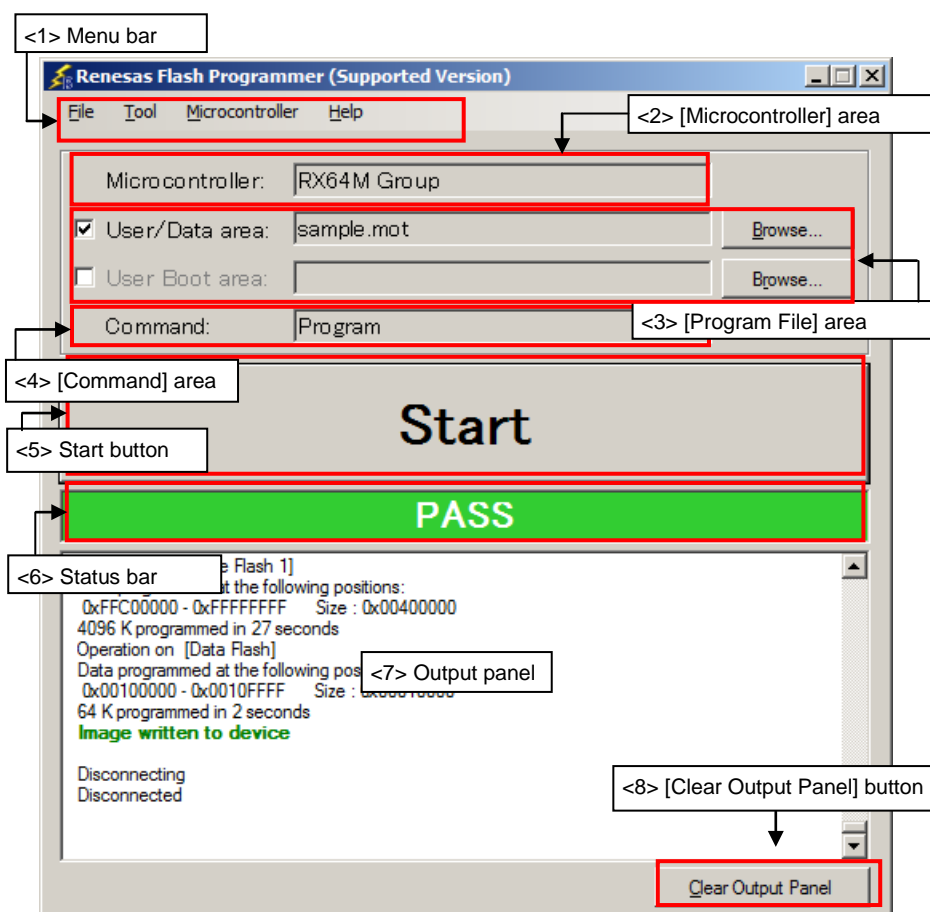 <1> Menu bar
Renesas Flash Programmer (Supported Version)
File Tool Microcontroller Help
<2> [Microcontroller] area
Microcontroller: RX64M Group
User/Data area: sample.mot Browse...
User Boot area: Browse...
Command: Program
<3> [Program File] area
<4> [Command] area
Start
<5> Start button
PASS
<6> Status bar
Flash 1]
at the following positions:
0xFFC00000 - 0xFFFFFFFF Size : 0x00400000
4096 K programmed in 27 seconds
Operation on [Data Flash]
Data programmed at the following
<7> Output panel
0x00100000 - 0x0010FFFF Size :
64 K programmed in 2 seconds
Image written to device
Disconnecting
Disconnected
<8> [Clear Output Panel] button
Clear Output Panel